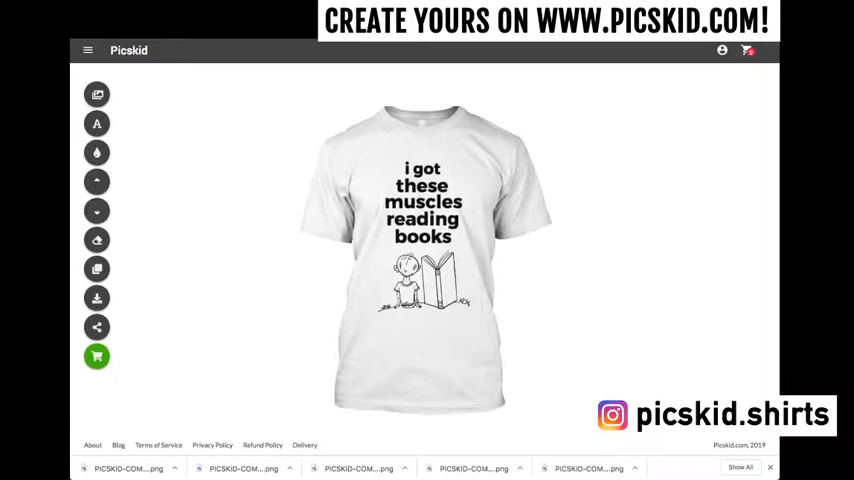 CREATE YOURS ON WWW.PICSKID.COM!
Picskid
0
A
i got
these
muscles
reading
books
picskid.shirts
About Blog Terms of Service Privacy Policy Refund Policy Delivery Picskid.com, 2019
PICSKID-COM....png PICSKID-COM....png PICSKID-COM....png PICSKID-COM....png PICSKID-COM....png Show All